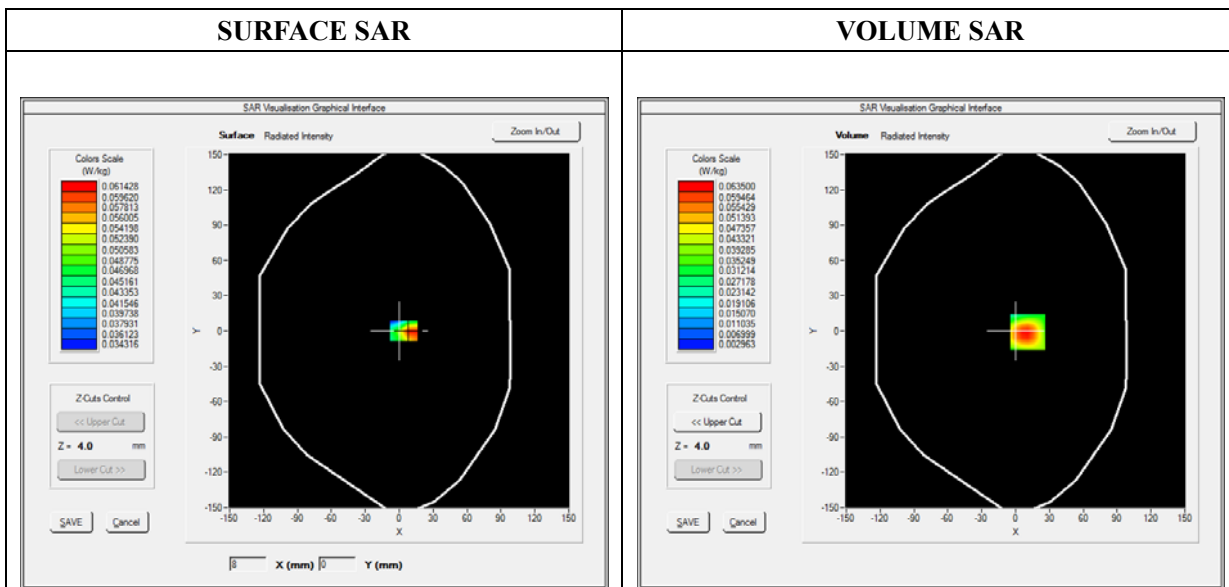 SURFACE SAR
SAR Visualisation Graphical Interface
Surface Radiated Intensity
Zoom In/Out
Colors Scale
(W/kg)
0.061428
0.059620
0.057813
0.056005
0.054198
0.052390
0.050583
0.048775
0.046968
0.045161
0.043353
0.041546
0.039738
0.037931
0.036123
0.034316
150
120
90
60
30
0
-30
-60
-90
-120
-150
Y
-150 -120 -90 -60 -30 0 30 60 90 120 150
X
Z-Cuts Control
<< Upper Cut
Z = 4.0 mm
Lower Cut >>
SAVE Cancel
8 X (mm) 0 Y (mm)
VOLUME SAR
SAR Visualisation Graphical Interface
Volume Radiated Intensity
Zoom In/Out
Colors Scale
(W/kg)
0.063500
0.059464
0.055429
0.051393
0.047357
0.043321
0.039285
0.035249
0.031214
0.027178
0.023142
0.019106
0.015070
0.011035
0.006999
0.002963
150
120
90
60
30
0
-30
-60
-90
-120
-150
Y
-150 -120 -90 -60 -30 0 30 60 90 120 150
X
Z-Cuts Control
<< Upper Cut
Z = 4.0 mm
Lower Cut >>
SAVE Cancel